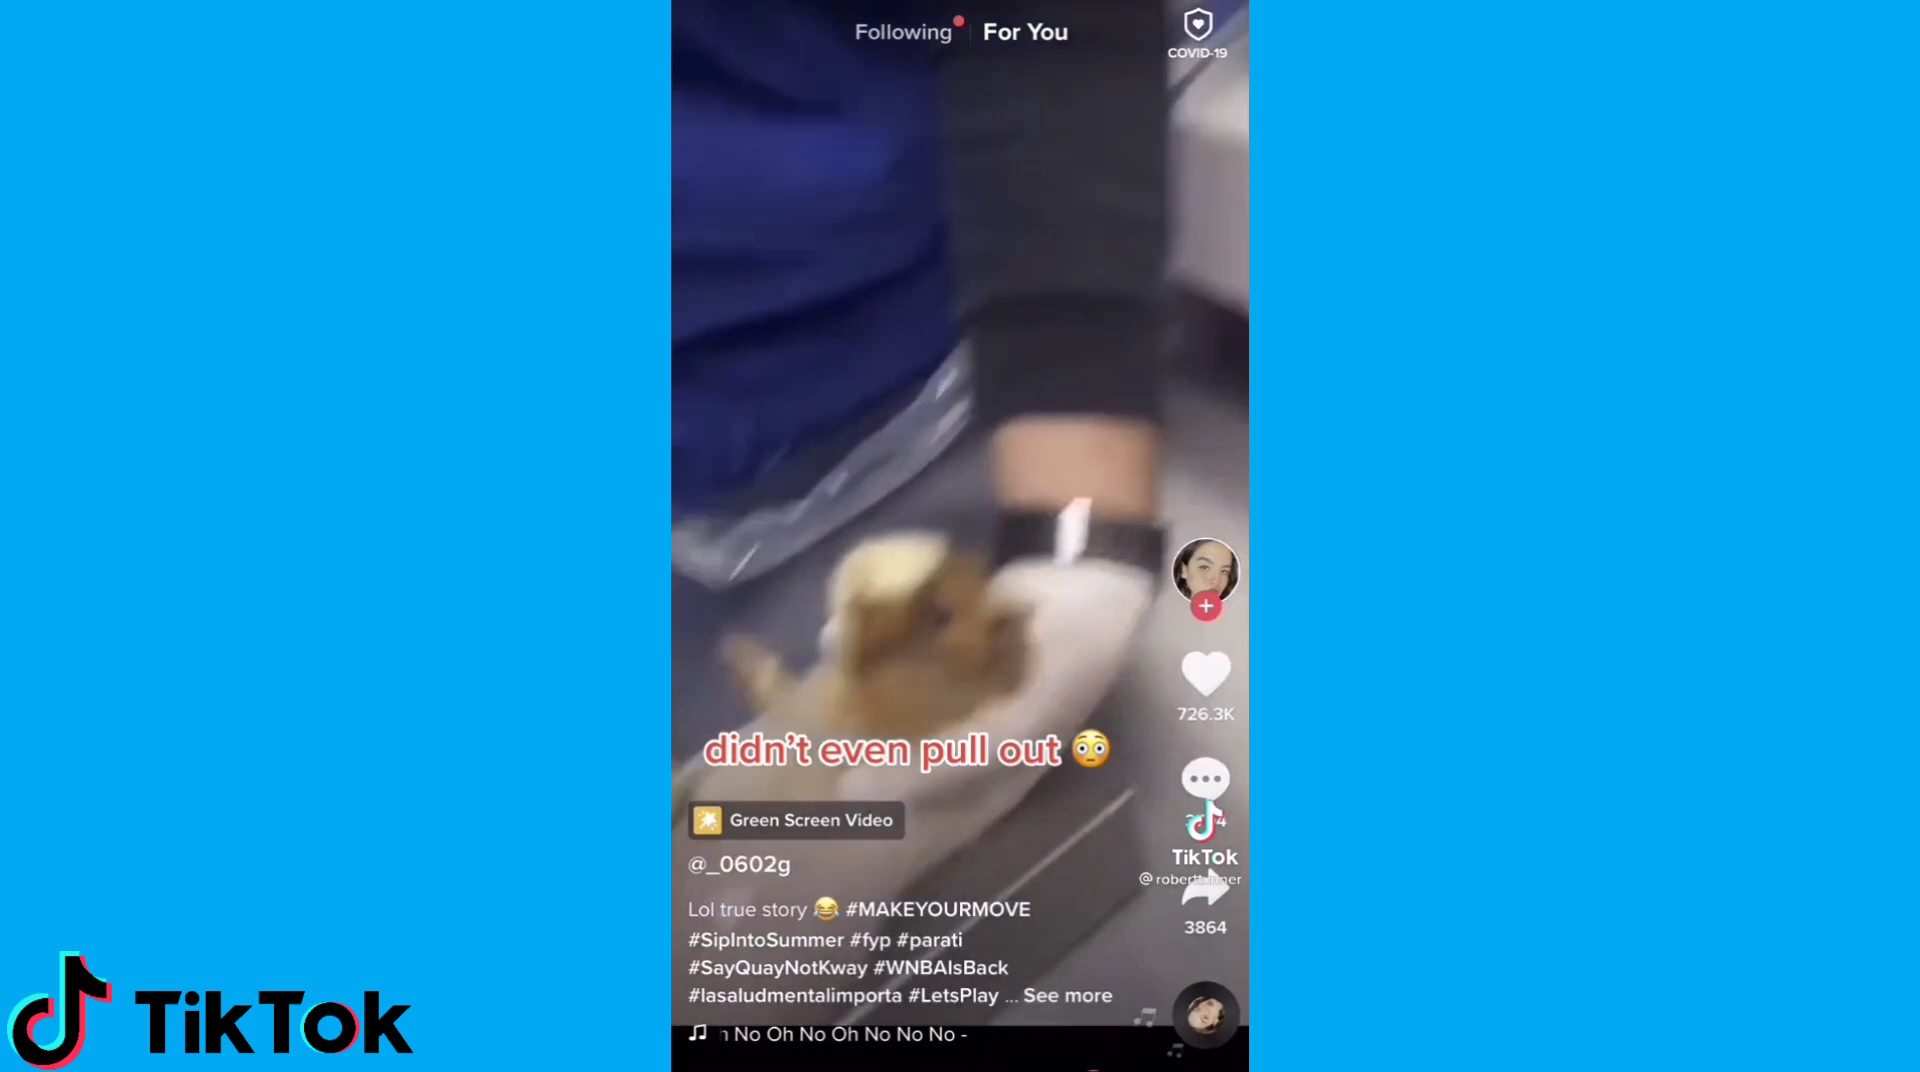 Following
For You
COVID-19
726.3K
didn't even pull out 😳
Green Screen Video
TikTok
@_0602g
Lol true story 😂 #MAKEYOURMOVE
#SipIntoSummer #fyp #parati
#SayQuayNotKway #WNBAIsBack
#lasaludmentalimporta #LetsPlay ... See more
3864
No Oh No Oh No No No -
TikTok